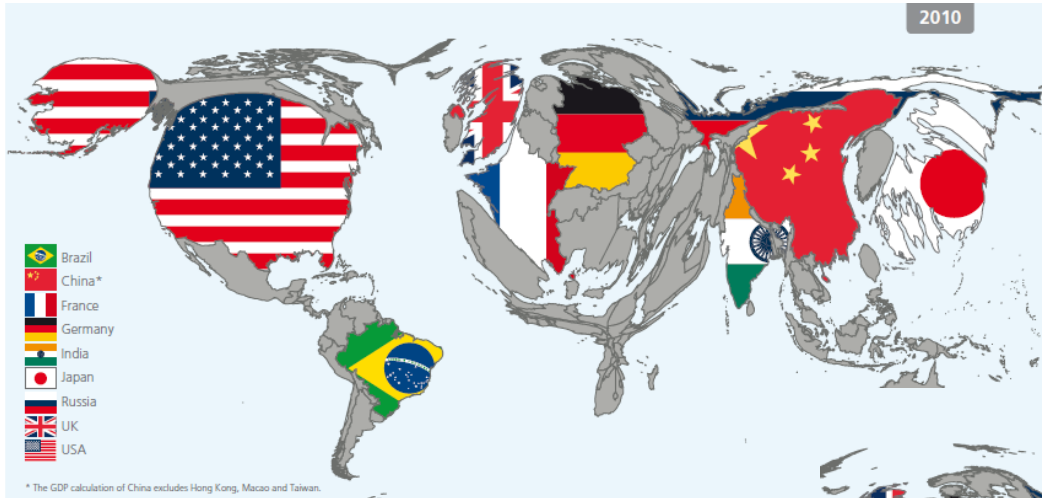 2010
Brazil
China*
France
Germany
India
Japan
Russia
UK
USA
* The GDP calculation of China excludes Hong Kong, Macao and Taiwan.